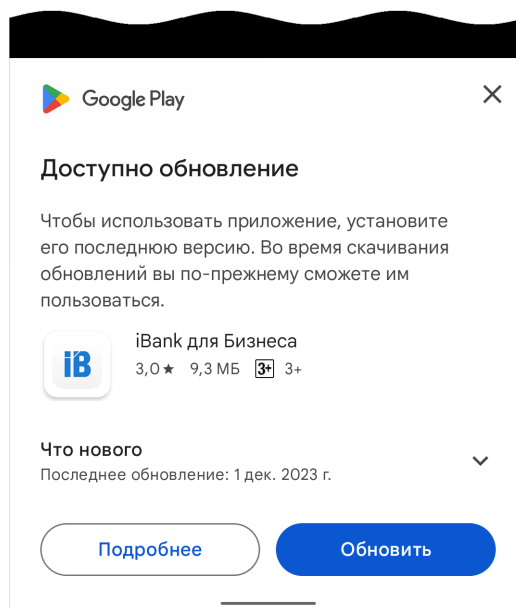 Google Play
Доступно обновление
Чтобы использовать приложение, установите
его последнюю версию. Во время скачивания
обновлений вы по-прежнему сможете им
пользоваться.
iB
iBank для Бизнеса
3,0★ 9,3 МБ 3+ 3+
Что нового
Последнее обновление: 1 дек. 2023 г.
Подробнее
Обновить